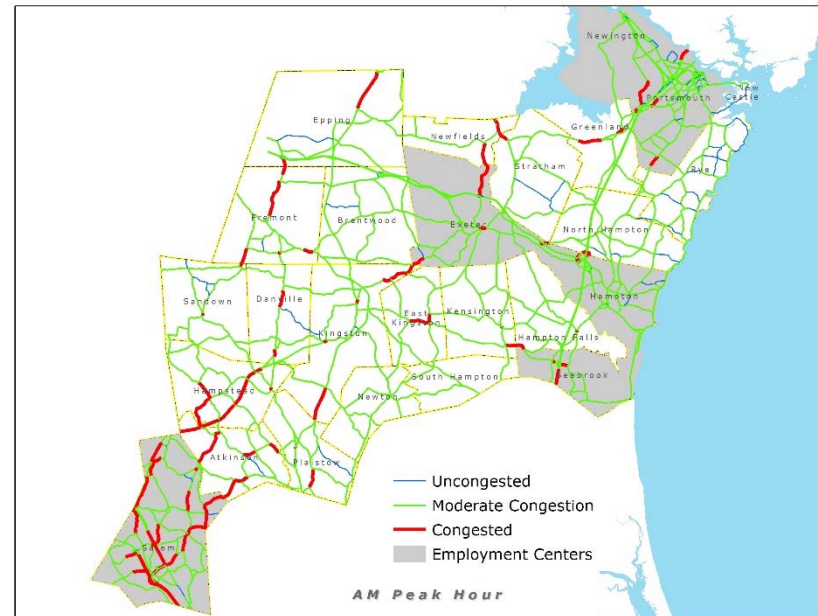 Newington
New
Castle
Portsmouth
Epping
Greenland
Newfields
Stratham
Rye
Fremont
Brentwood
Exeter
North Hampton
Sandown
Danville
Hampton
East
Kingston
Kensington
Kingston
Hampton Falls
Seabrook
South Hampton
Hempstead
Newton
Atkinson
Plaistow
Salem
Uncongested
Moderate Congestion
Congested
Employment Centers
AM Peak Hour